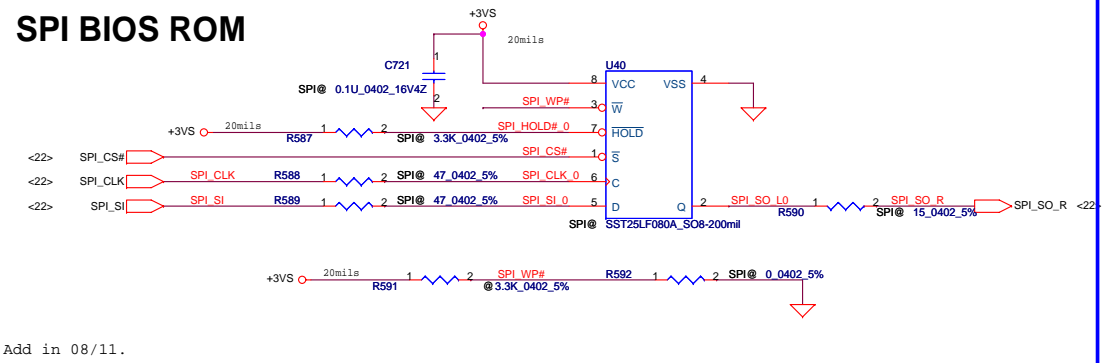 SPI BIOS ROM
+3VS
20mils
C721
1
2
SPI@ 0.1U_0402_16V4Z
U40
8 VCC VSS 4
SPI_WP# 3 W
+3VS 20mils R587 1 2 SPI@ 3.3K_0402_5% SPI_HOLD#_0 7 HOLD
<22> SPI_CS# SPI_CS# 1 S
<22> SPI_CLK SPI_CLK R588 1 2 SPI@ 47_0402_5% SPI_CLK_0 6 C
<22> SPI_SI SPI_SI R589 1 2 SPI@ 47_0402_5% SPI_SI_0 5 D Q 2 SPI_SO_L0 R590 1 2 SPI_SO_R SPI@ 15_0402_5% SPI_SO_R <22>
SPI@ SST25LF080A_SO8-200mil
+3VS 20mils R591 1 2 SPI_WP# @3.3K_0402_5% R592 1 2 SPI@ 0_0402_5%
Add in 08/11.